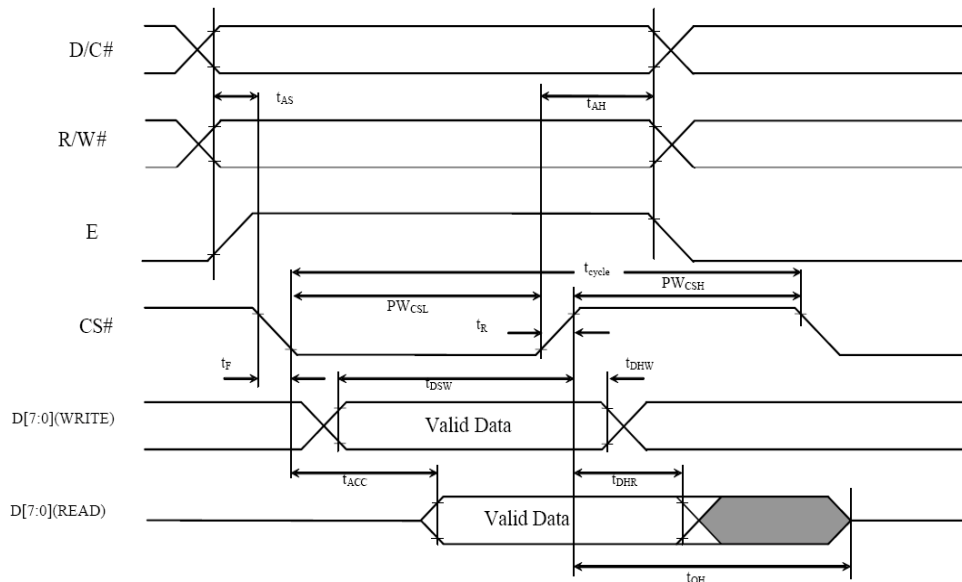 D/C#
tAS
tAH
R/W#
E
tcycle
PWCSL
PWCSH
CS#
tR
tF
tDSW
tDHW
D[7:0](WRITE)
Valid Data
tACC
tDHR
D[7:0](READ)
Valid Data
tOH